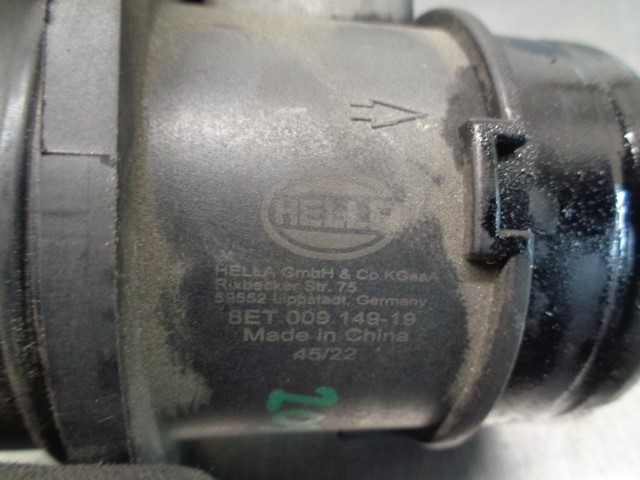 HELLA
HELLA GmbH & Co. KGaA
Rixbecker Str. 75
59552 Lippstadt, Germany
8ET 009 149-19
Made in China
45/22
20